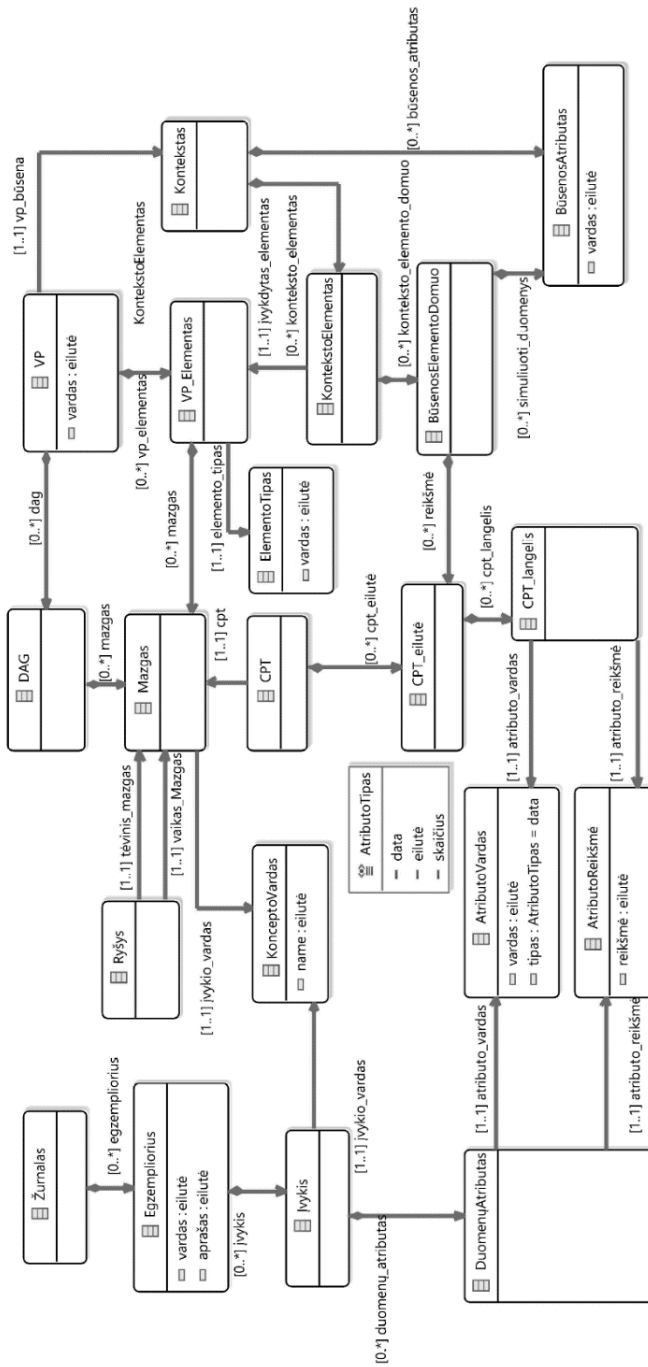 Žurnalas
[0..*] egzempliorius
Egzempliorius
vardas : eilutė
aprašas : eilutė
[0..*] įvykis
Įvykis
[1..1] įvykio_vardas
[0.*] duomenų_atributas
DuomenųAtributas
[1..1] atributo_vardas
[1..1] atributo_reikšmė
Ryšys
[1..1] tėvinis_mazgas
[1..1] vaikas_Mazgas
[1..1] įvykio_vardas
KonceptoVardas
name : eilutė
AtributoTipas
data
eilutė
skaičius
AtributoVardas
vardas : eilutė
tipas : AtributoTipas = data
AtributoReikšmė
reikšmė : eilutė
[1..1] atributo_vardas
[1..1] atributo_reikšmė
DAG
[0..*] mazgas
Mazgas
[1..1] cpt
CPT
[0..*] cpt_eilutė
CPT_eilutė
[0..*] cpt_langelis
CPT_langelis
[0..*] dag
[0..*] mazgas
[1..1] elemento_tipas
ElementoTipas
vardas : eilutė
[0..*] reikšmė
VP
vardas : eilutė
[0..*] vp_elementas
VP_Elementas
[1..1] įvykdytas_elementas
[0..*] konteksto_elementas
KontekstoElementas
KontekstoElementas
[0..*] konteksto_elemento_domuo
BūsenosElementoDomuo
[0..*] simuliuoti_duomenys
[1..1] vp_būsena
Kontekstas
[0..*] būsenos_atributas
BūsenosAtributas
vardas : eilutė